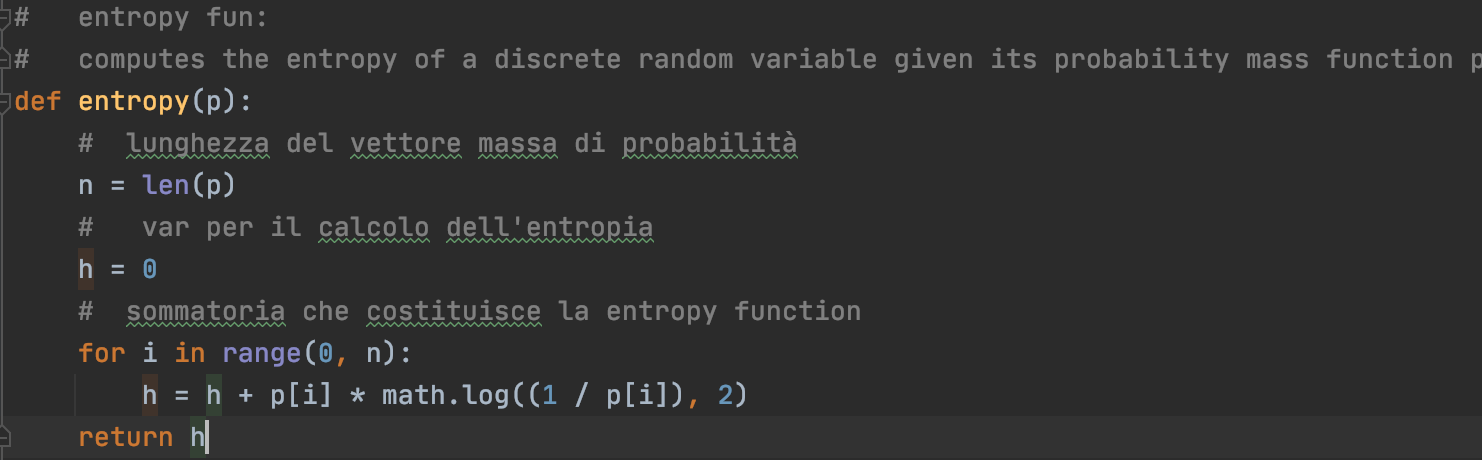 #   entropy fun:
#   computes the entropy of a discrete random variable given its probability mass function p
def entropy(p):
    #  lunghezza del vettore massa di probabilità
    n = len(p)
    #   var per il calcolo dell'entropia
    h = 0
    #  sommatoria che costituisce la entropy function
    for i in range(0, n):
        h = h + p[i] * math.log((1 / p[i]), 2)
    return h